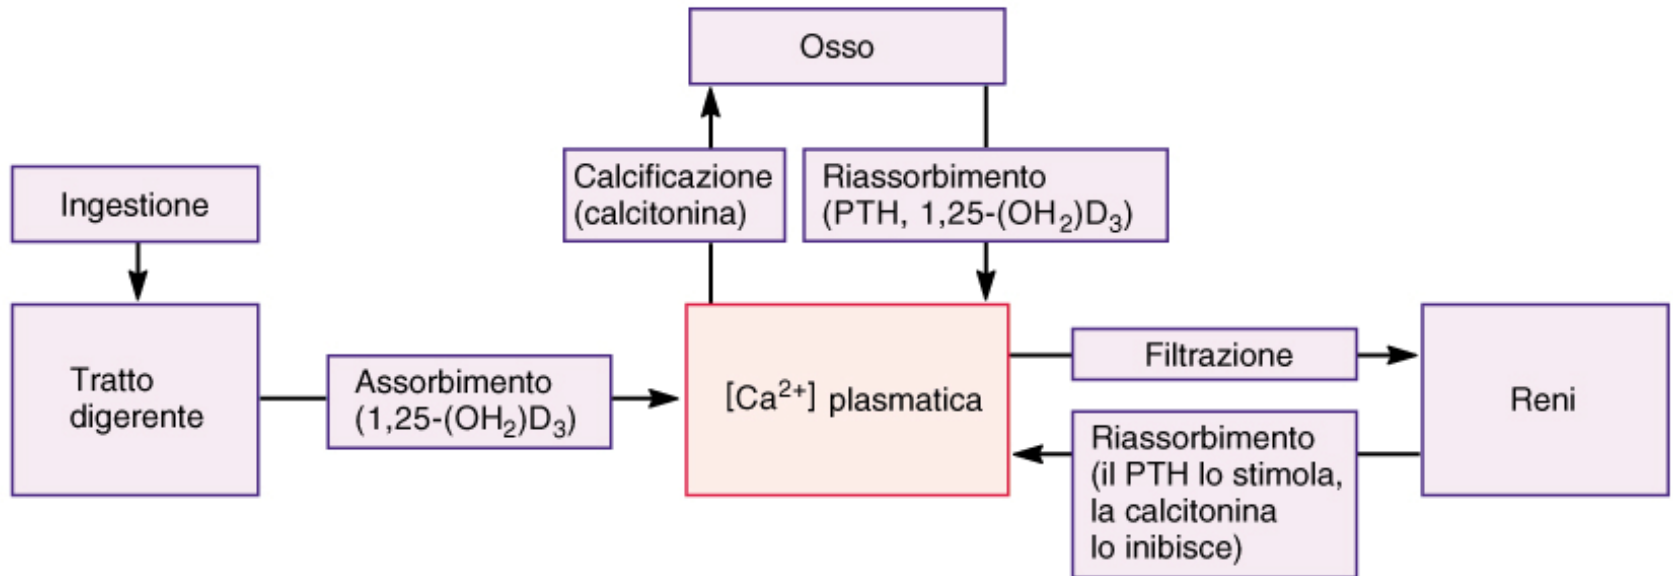 Osso
Calcificazione
(calcitonina)
Riassorbimento
(PTH, 1,25-(OH₂)D₃)
Ingestione
Tratto
digerente
Assorbimento
(1,25-(OH₂)D₃)
[Ca²⁺] plasmatica
Filtrazione
Riassorbimento
(il PTH lo stimola,
la calcitonina
lo inibisce)
Reni